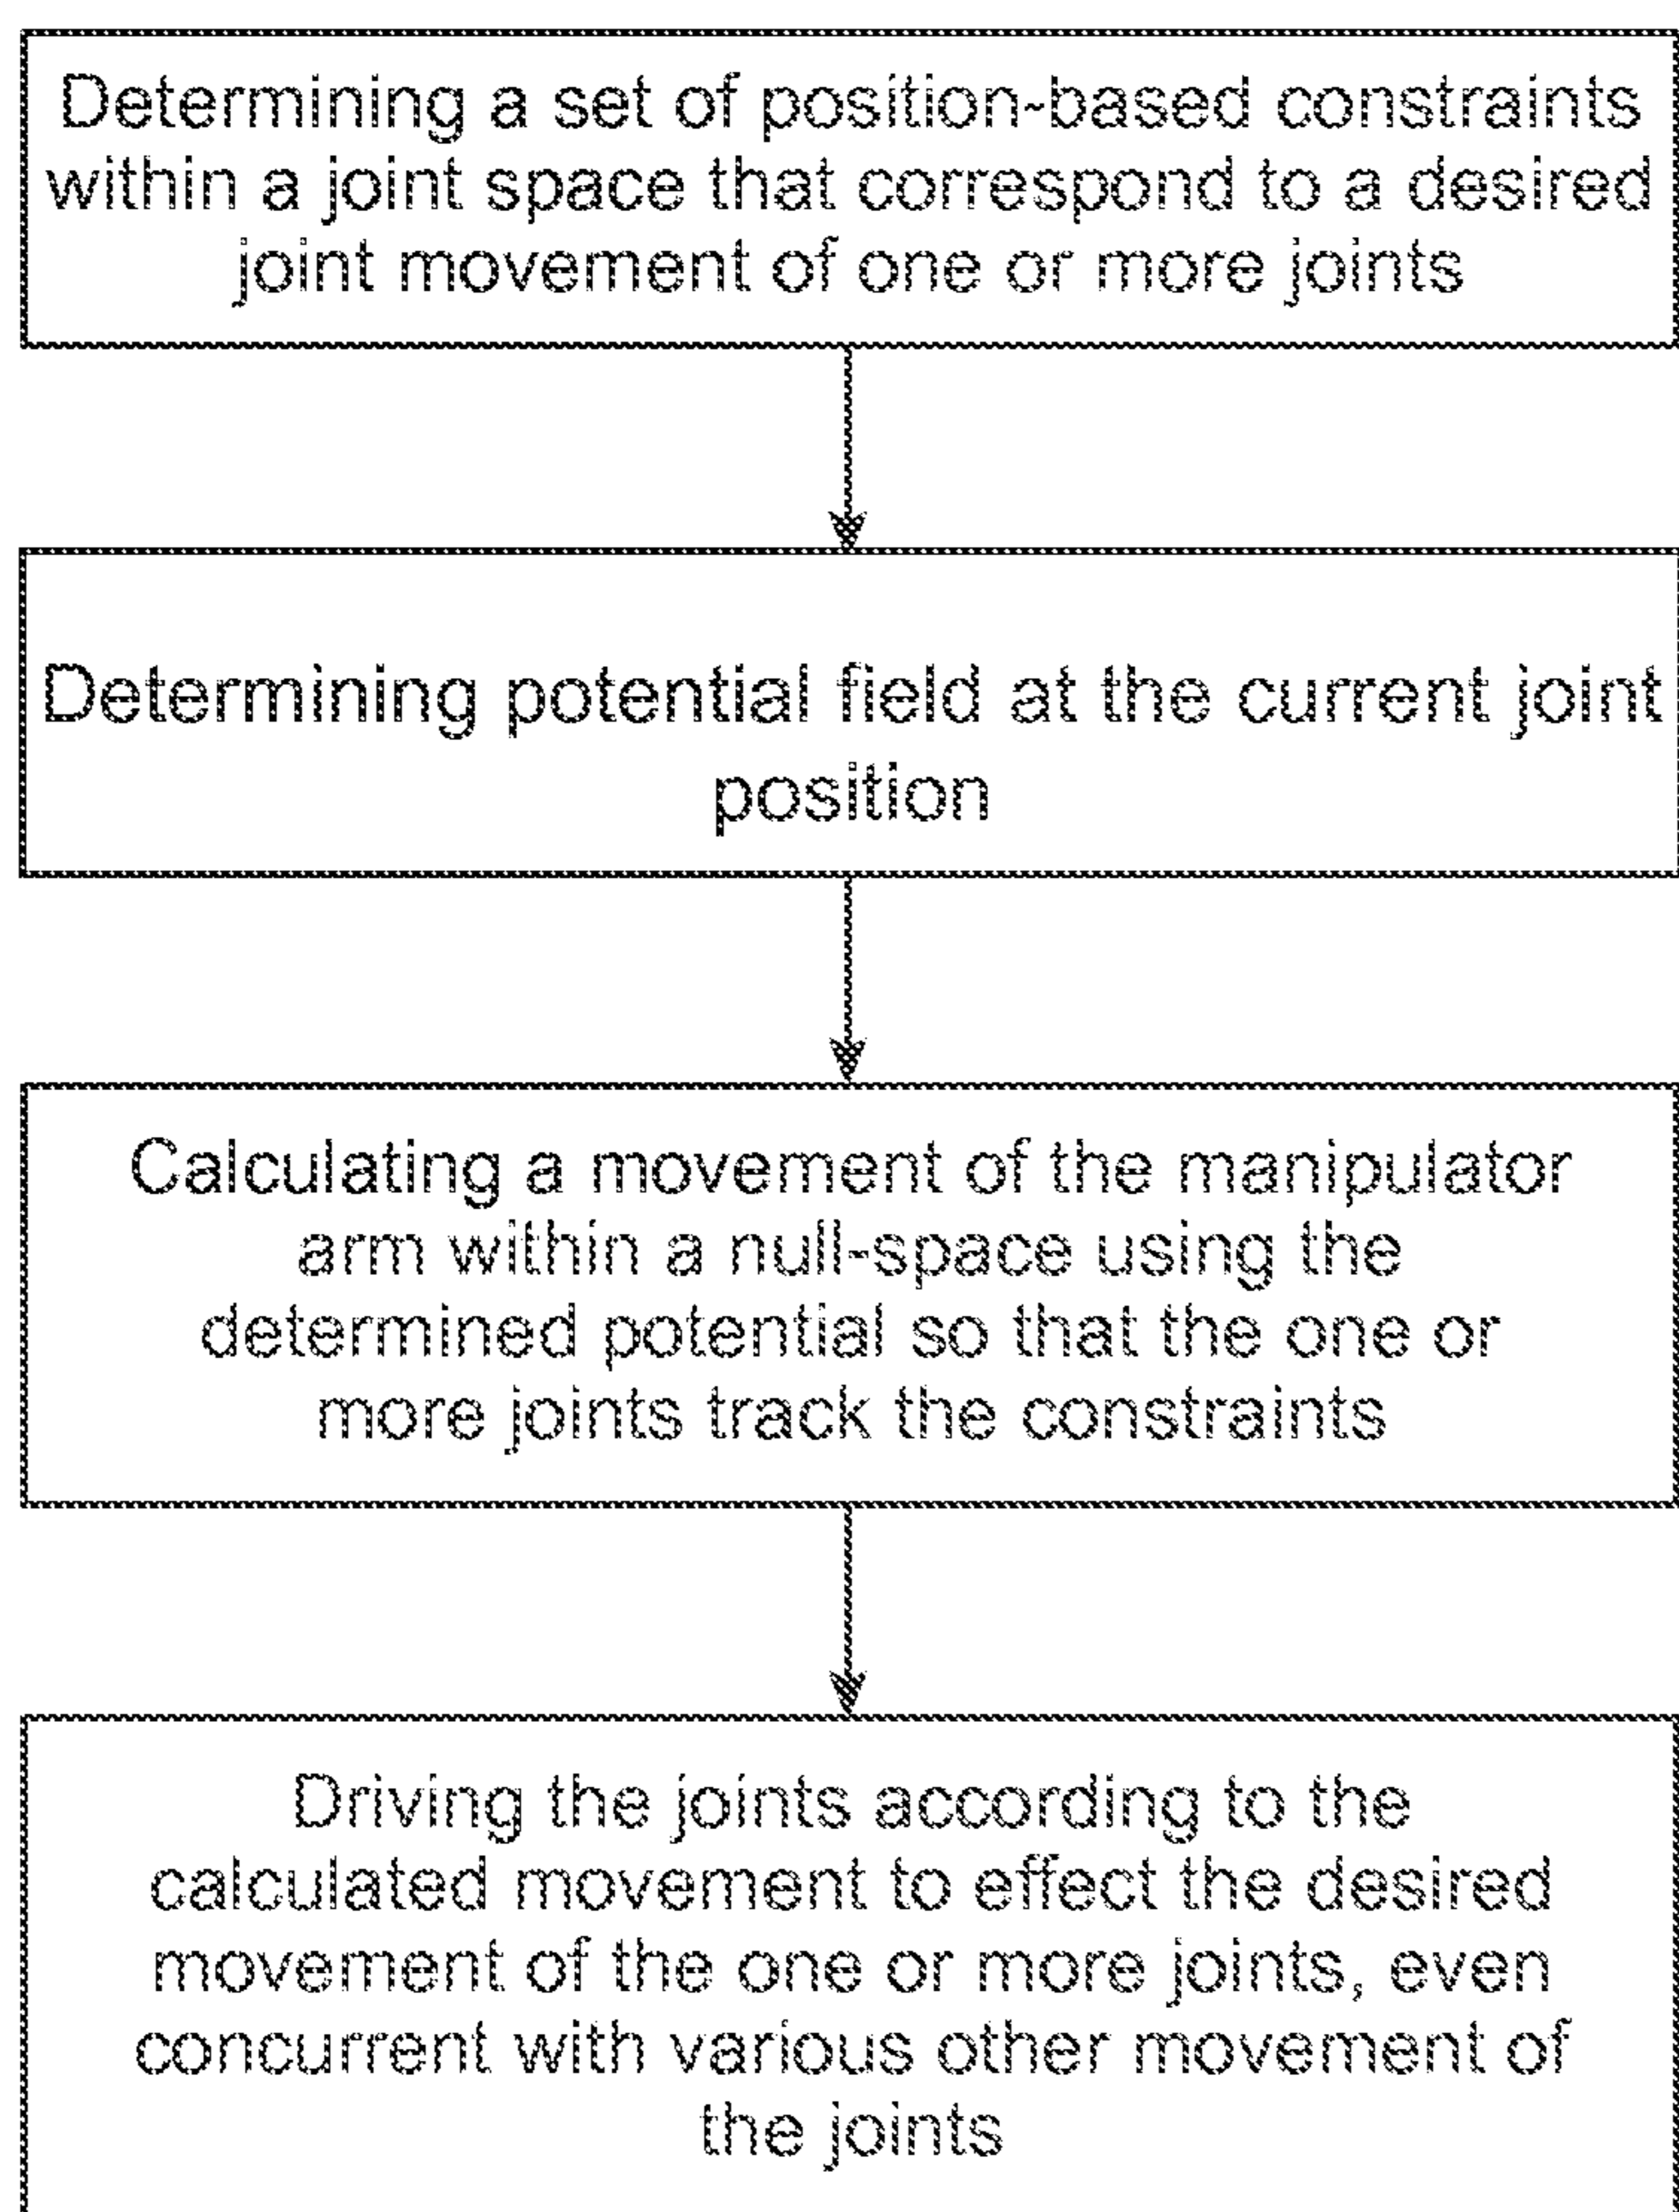 Determining a set of position-based constraints
within a joint space that correspond to a desired
joint movement of one or more joints
Determining potential field at the current joint
position
Calculating a movement of the manipulator
arm within a null-space using the
determined potential so that the one or
more joints track the constraints
Driving the joints according to the
calculated movement to effect the desired
movement of the one or more joints, even
concurrent with various other movement of
the joints